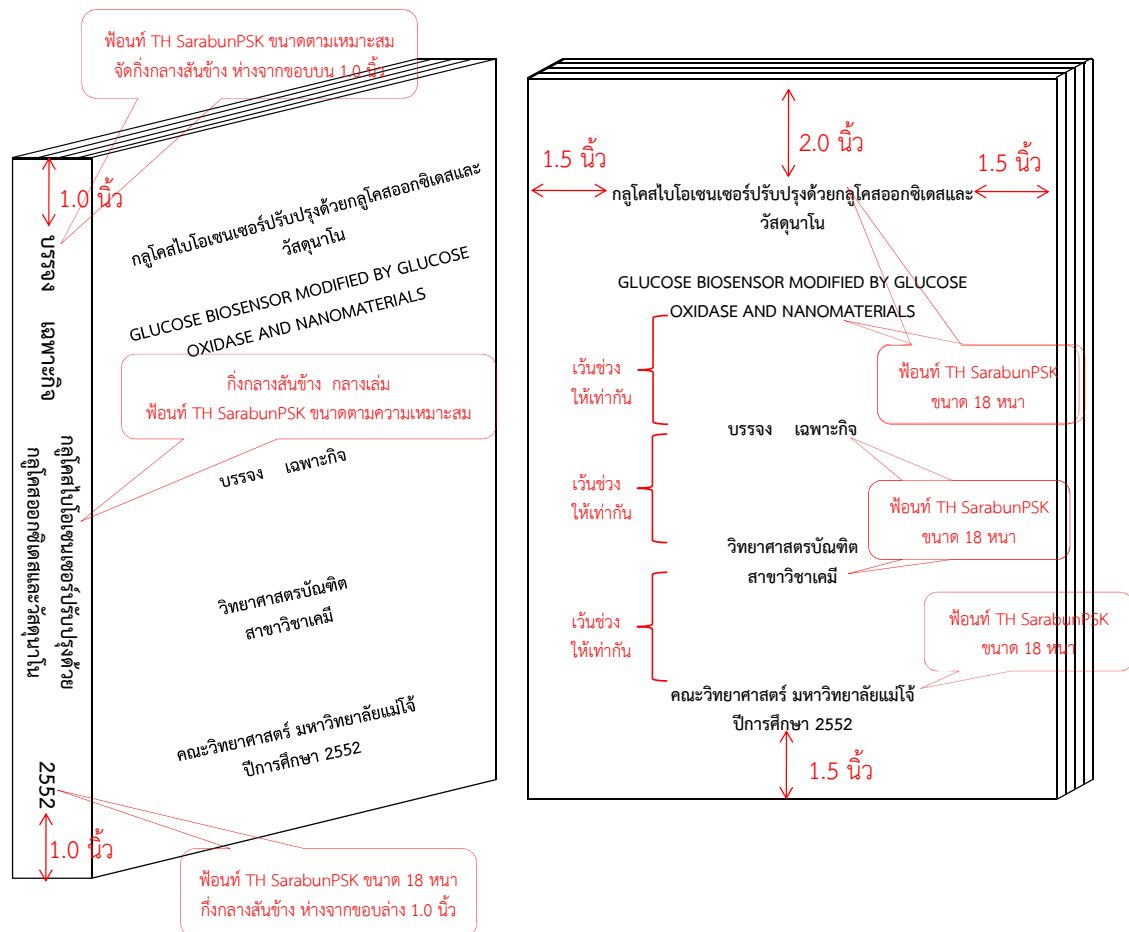 ฟ้อนท์ TH SarabunPSK ขนาดตามเหมาะสม
จัดกิ่งกลางสันข้าง ห่างจากขอบบน 1.0 นิ้ว
1.0 นิ้ว
บรรจง เฉพาะกิจ
กลูโคสไบโอเซนเซอร์ปรับปรุงด้วย
กลูโคสออกซิเดสและวัสดุนาโน
2552
1.0 นิ้ว
กลูโคสไบโอเซนเซอร์ปรับปรุงด้วยกลูโคสออกซิเดสและ
วัสดุนาโน
GLUCOSE BIOSENSOR MODIFIED BY GLUCOSE
OXIDASE AND NANOMATERIALS
กิ่งกลางสันข้าง กลางเล่ม
ฟ้อนท์ TH SarabunPSK ขนาดตามความเหมาะสม
บรรจง เฉพาะกิจ
วิทยาศาสตรบัณฑิต
สาขาวิชาเคมี
คณะวิทยาศาสตร์ มหาวิทยาลัยแม่โจ้
ปีการศึกษา 2552
ฟ้อนท์ TH SarabunPSK ขนาด 18 หนา
กึ่งกลางสันข้าง ห่างจากขอบล่าง 1.0 นิ้ว
2.0 นิ้ว
1.5 นิ้ว
1.5 นิ้ว
กลูโคสไบโอเซนเซอร์ปรับปรุงด้วยกลูโคสออกซิเดสและ
วัสดุนาโน
GLUCOSE BIOSENSOR MODIFIED BY GLUCOSE
OXIDASE AND NANOMATERIALS
เว้นช่วง
ให้เท่ากัน
ฟ้อนท์ TH SarabunPSK
ขนาด 18 หนา
บรรจง เฉพาะกิจ
เว้นช่วง
ให้เท่ากัน
ฟ้อนท์ TH SarabunPSK
ขนาด 18 หนา
วิทยาศาสตรบัณฑิต
สาขาวิชาเคมี
เว้นช่วง
ให้เท่ากัน
ฟ้อนท์ TH SarabunPSK
ขนาด 18 หนา
คณะวิทยาศาสตร์ มหาวิทยาลัยแม่โจ้
ปีการศึกษา 2552
1.5 นิ้ว